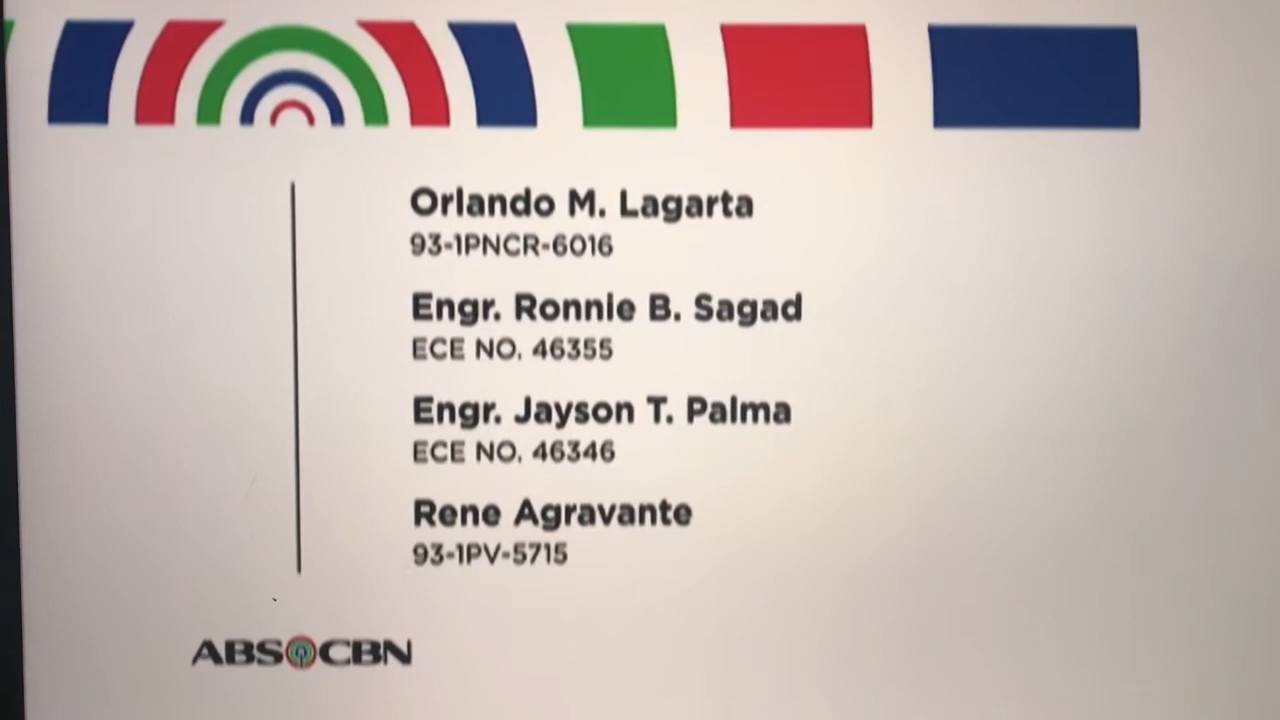 Orlando M. Lagarta
93-1PNCR-6016
Engr. Ronnie B. Sagad
ECE NO. 46355
Engr. Jayson T. Palma
ECE NO. 46346
Rene Agravante
93-1PV-5715
ABS CBN